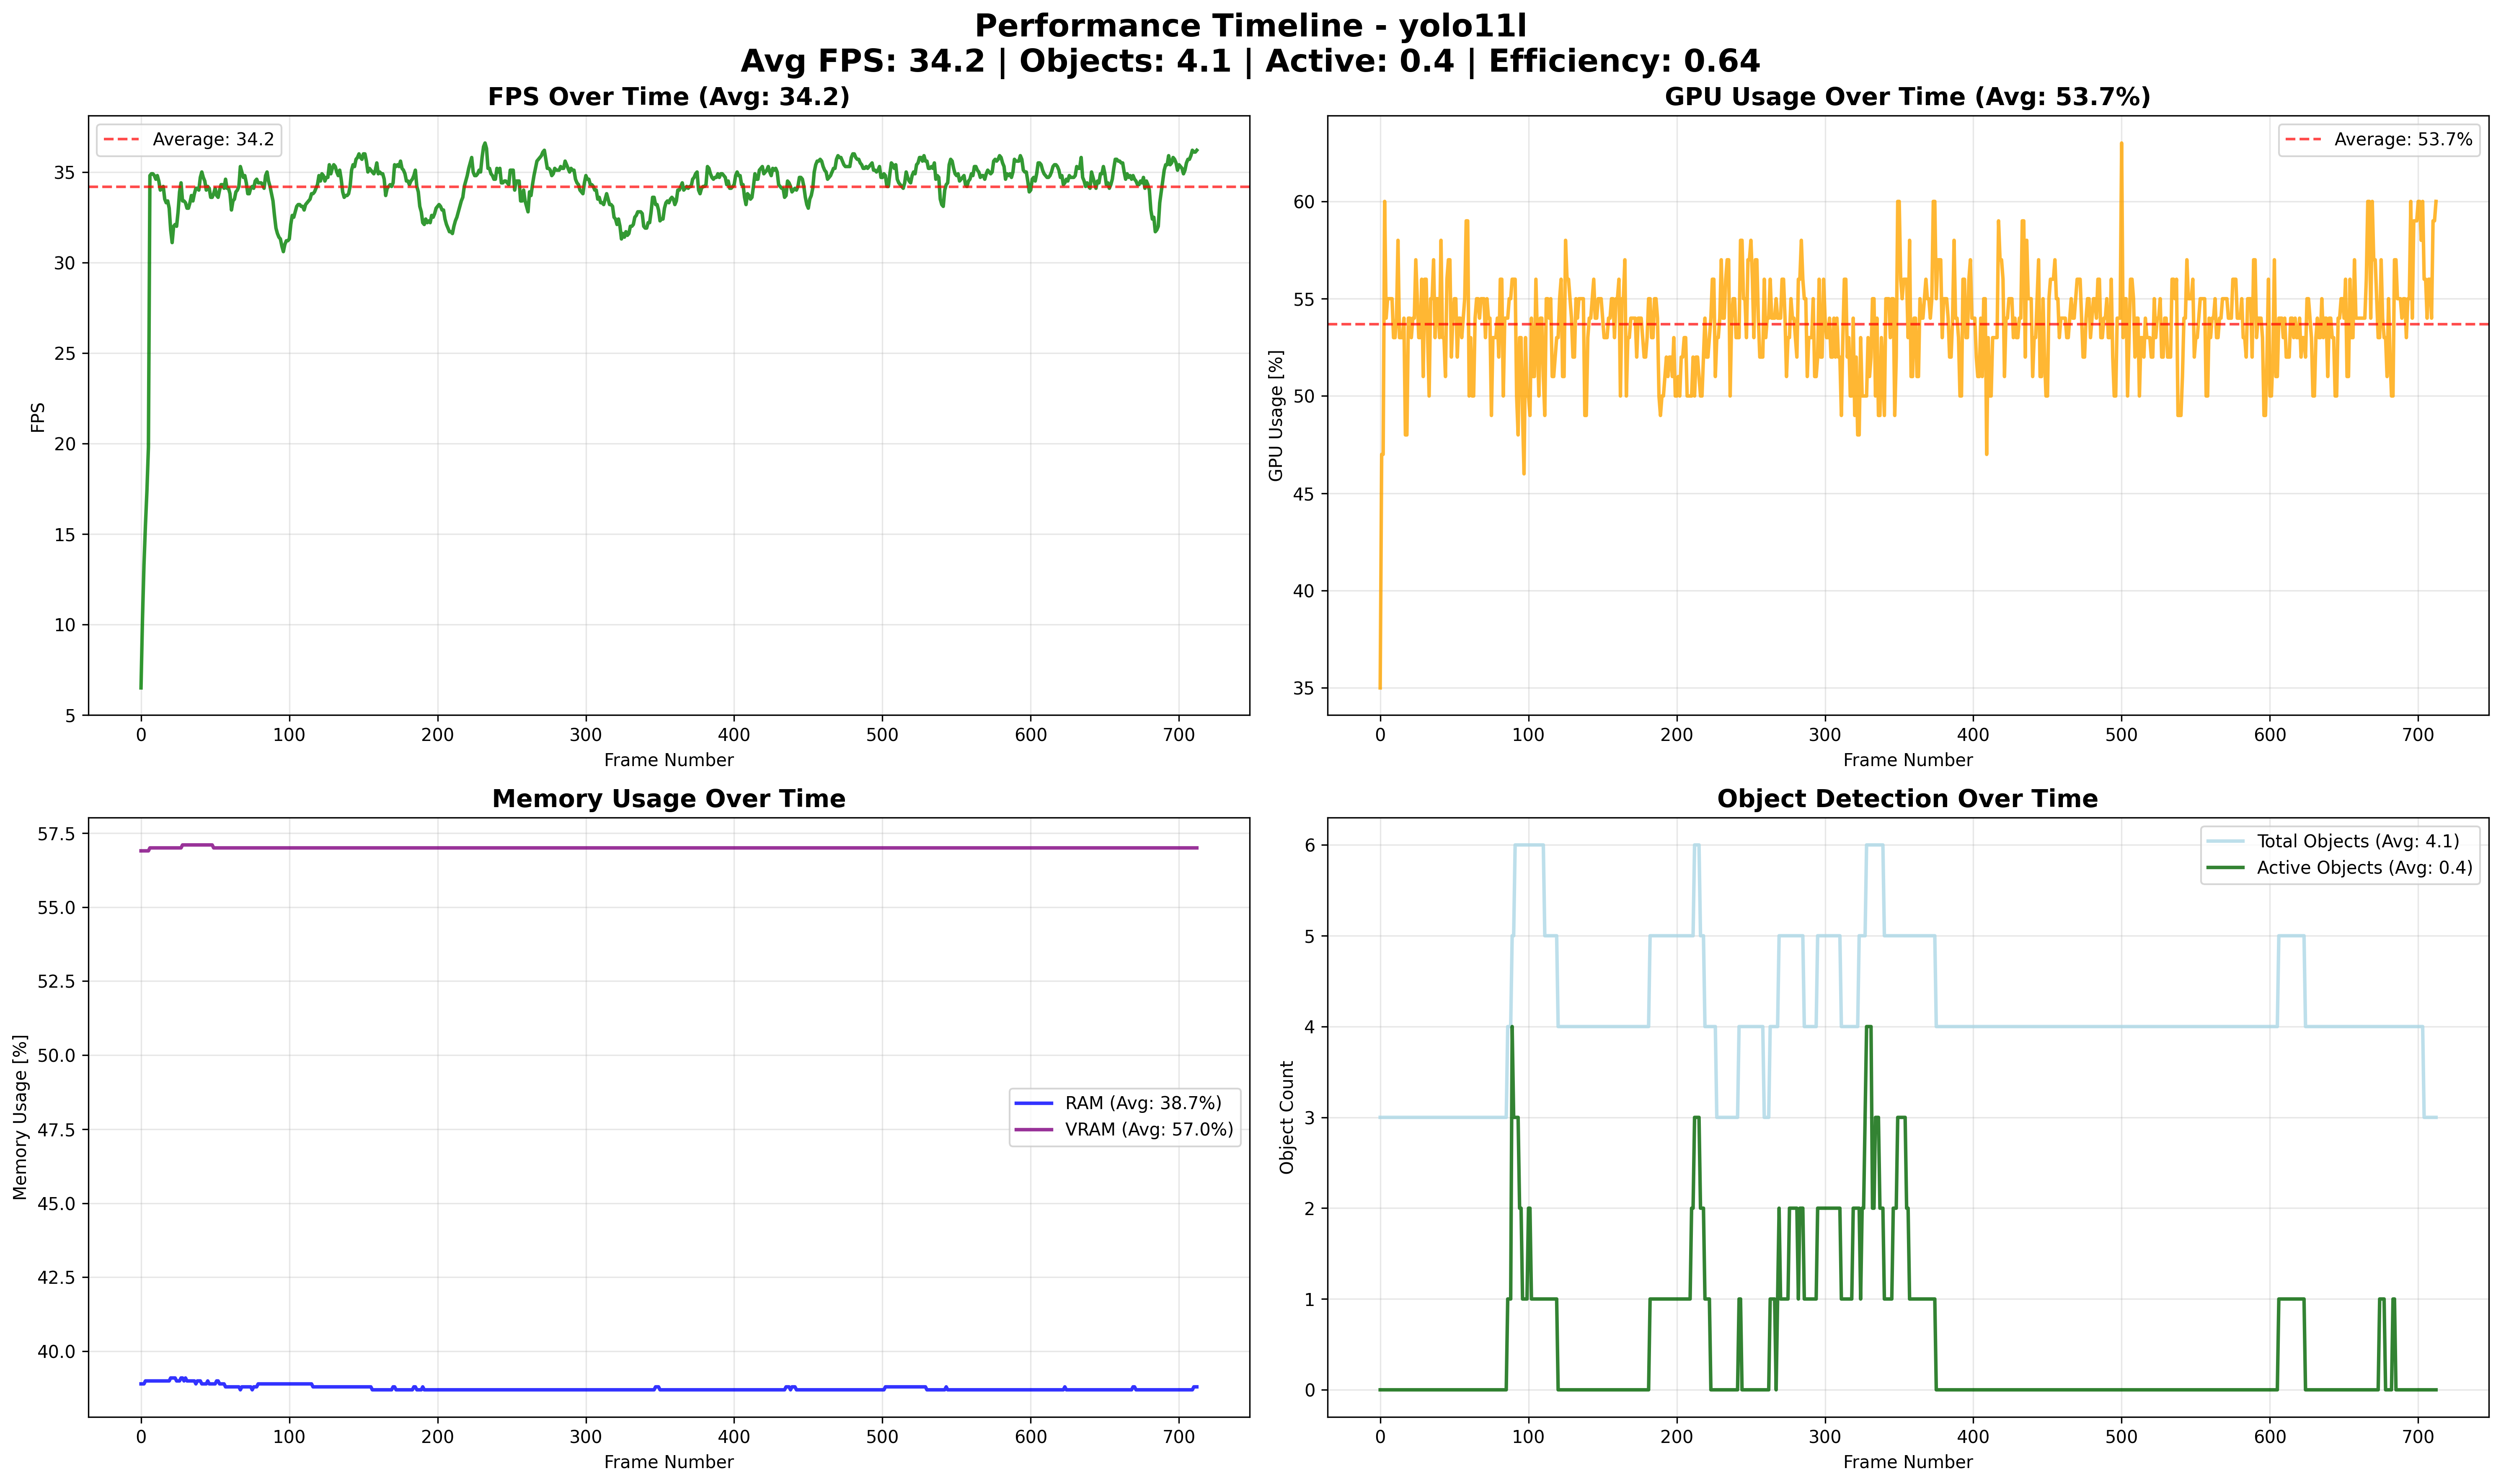 Performance Timeline - yolo11l
Avg FPS: 34.2 | Objects: 4.1 | Active: 0.4 | Efficiency: 0.64
FPS Over Time (Avg: 34.2)
Average: 34.2
35
30
25
20
15
10
5
FPS
0 100 200 300 400 500 600 700
Frame Number
GPU Usage Over Time (Avg: 53.7%)
Average: 53.7%
60
55
50
45
40
35
GPU Usage [%]
0 100 200 300 400 500 600 700
Frame Number
Memory Usage Over Time
57.5
55.0
52.5
50.0
47.5
45.0
42.5
40.0
Memory Usage [%]
RAM (Avg: 38.7%)
VRAM (Avg: 57.0%)
0 100 200 300 400 500 600 700
Frame Number
Object Detection Over Time
Total Objects (Avg: 4.1)
Active Objects (Avg: 0.4)
6
5
4
3
2
1
0
Object Count
0 100 200 300 400 500 600 700
Frame Number